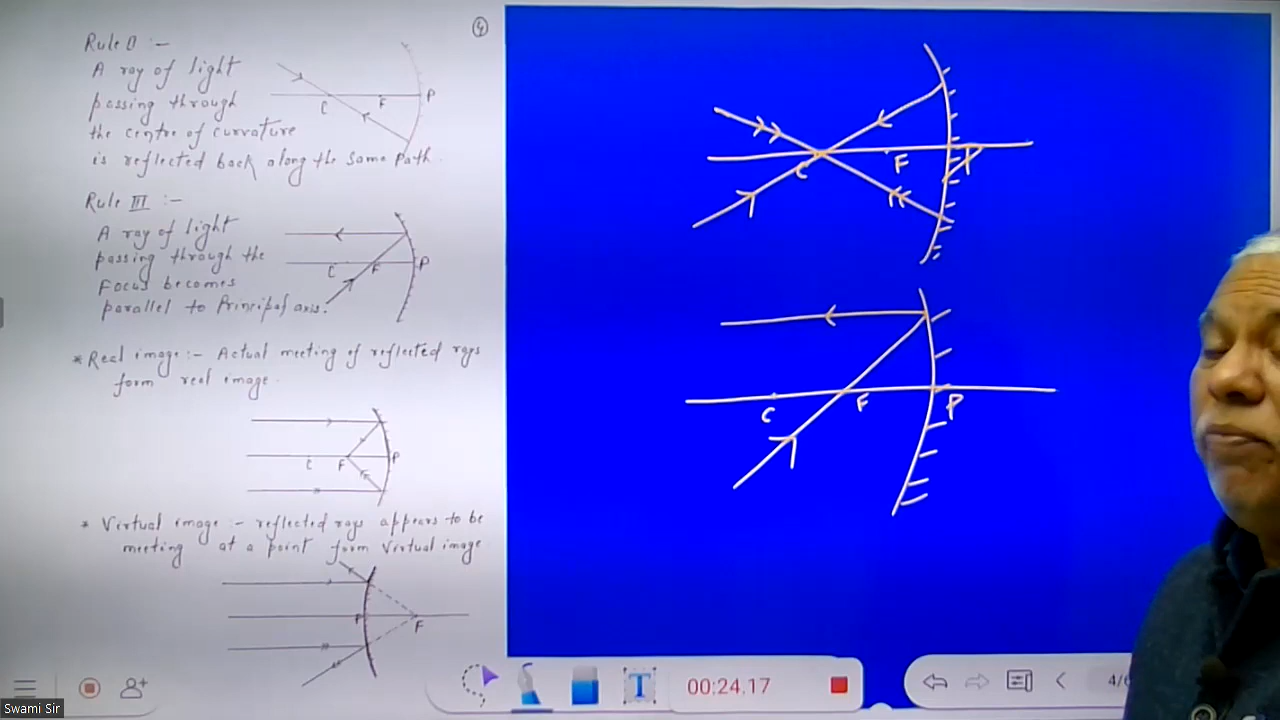 4
Rule II :-
A ray of light
passing through
the centre of curvature
is reflected back along the same path.
C F P
Rule III :-
A ray of light
passing through the
Focus becomes
parallel to Principal axis.
C F P
* Real image :- Actual meeting of reflected rays
form real image.
C F P
* Virtual image :- reflected rays appears to be
meeting at a point form Virtual image
P F
C F P
C F P
T
00:24.17
4/6
Swami Sir